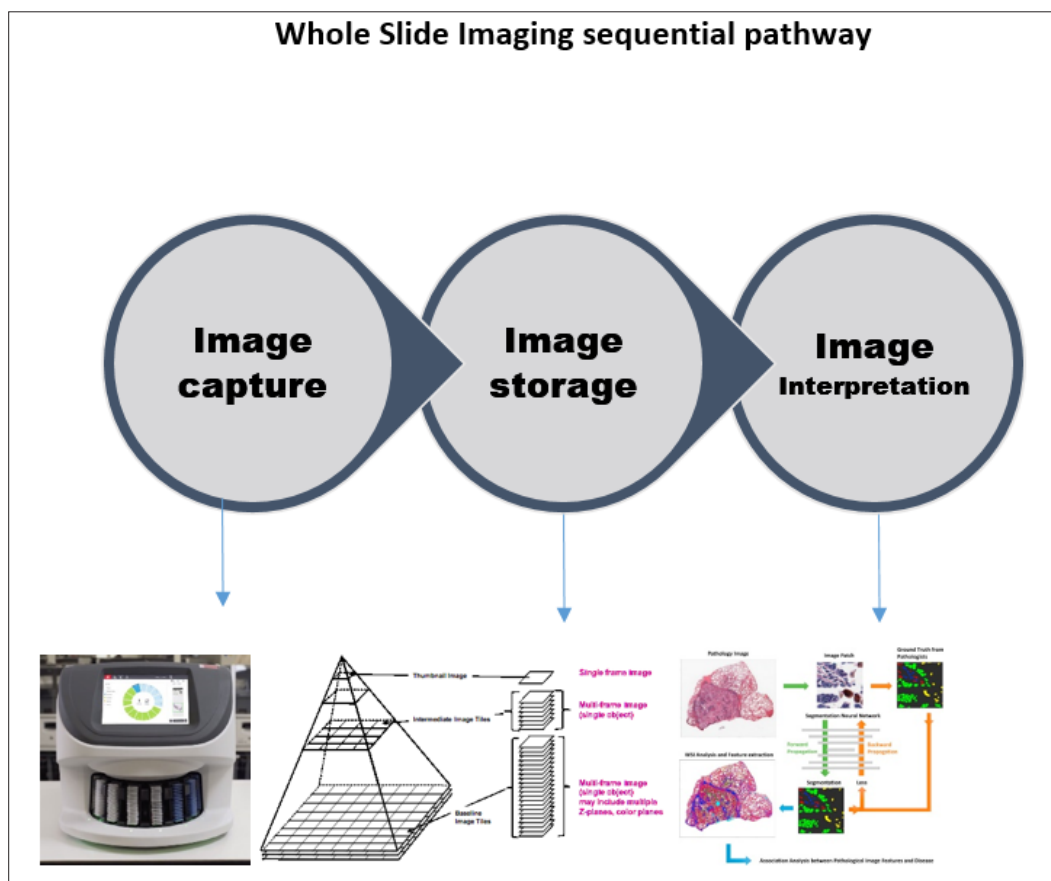 Whole Slide Imaging sequential pathway
Image
capture
Image
storage
Image
Interpretation
Thumbnail Image
Single frame image
Intermediate Image Tiles
Multi-frame image
(single object)
Baseline
Image Tiles
Multi-frame image
(single object)
may include multiple
Z-planes, color planes
Pathology Image
Image Patch
Ground Truth from
Pathologists
Segmentation Neural Network
Forward
Propagation
Backward
Propagation
WSI Analysis and Feature extraction
Segmentation
Loss
Association Analysis between Pathological Image Features and Disease